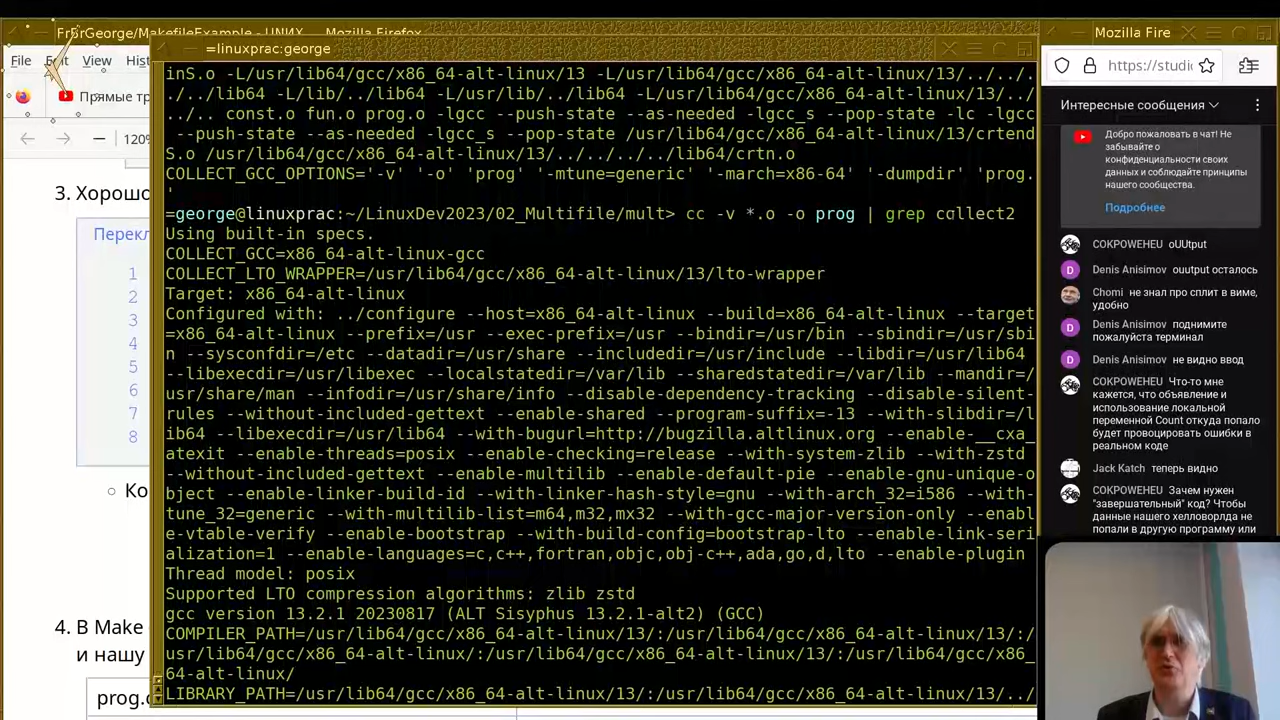 FrBrGeorge/MakefileExample - UNИX — Mozilla Firefox
File Edit View Hist
Прямые тр
120%
3. Хорошо
Перекл
1
2
3
4
5
6
7
8
Ко
4. В Make
и нашу
prog.c
=linuxprac:george
inS.o -L/usr/lib64/gcc/x86_64-alt-linux/13 -L/usr/lib64/gcc/x86_64-alt-linux/13/../../.
./../lib64 -L/lib/../lib64 -L/usr/lib/../lib64 -L/usr/lib64/gcc/x86_64-alt-linux/13/../
../.. const.o fun.o prog.o -lgcc --push-state --as-needed -lgcc_s --pop-state -lc -lgcc
 --push-state --as-needed -lgcc_s --pop-state /usr/lib64/gcc/x86_64-alt-linux/13/crtend
S.o /usr/lib64/gcc/x86_64-alt-linux/13/../../../../lib64/crtn.o
COLLECT_GCC_OPTIONS='-v' '-o' 'prog' '-mtune=generic' '-march=x86-64' '-dumpdir' 'prog.
'
=george@linuxprac:~/LinuxDev2023/02_Multifile/mult> cc -v *.o -o prog | grep collect2
Using built-in specs.
COLLECT_GCC=x86_64-alt-linux-gcc
COLLECT_LTO_WRAPPER=/usr/lib64/gcc/x86_64-alt-linux/13/lto-wrapper
Target: x86_64-alt-linux
Configured with: ../configure --host=x86_64-alt-linux --build=x86_64-alt-linux --target
=x86_64-alt-linux --prefix=/usr --exec-prefix=/usr --bindir=/usr/bin --sbindir=/usr/sbi
n --sysconfdir=/etc --datadir=/usr/share --includedir=/usr/include --libdir=/usr/lib64
--libexecdir=/usr/libexec --localstatedir=/var/lib --sharedstatedir=/var/lib --mandir=/
usr/share/man --infodir=/usr/share/info --disable-dependency-tracking --disable-silent-
rules --without-included-gettext --enable-shared --program-suffix=-13 --with-slibdir=/l
ib64 --libexecdir=/usr/lib64 --with-bugurl=http://bugzilla.altlinux.org --enable-__cxa_
atexit --enable-threads=posix --enable-checking=release --with-system-zlib --with-zstd
--without-included-gettext --enable-multilib --enable-default-pie --enable-gnu-unique-o
bject --enable-linker-build-id --with-linker-hash-style=gnu --with-arch_32=i586 --with-
tune_32=generic --with-multilib-list=m64,m32,mx32 --with-gcc-major-version-only --enabl
e-vtable-verify --enable-bootstrap --with-build-config=bootstrap-lto --enable-link-seri
alization=1 --enable-languages=c,c++,fortran,objc,obj-c++,ada,go,d,lto --enable-plugin
Thread model: posix
Supported LTO compression algorithms: zlib zstd
gcc version 13.2.1 20230817 (ALT Sisyphus 13.2.1-alt2) (GCC)
COMPILER_PATH=/usr/lib64/gcc/x86_64-alt-linux/13/:/usr/lib64/gcc/x86_64-alt-linux/13/:/
usr/lib64/gcc/x86_64-alt-linux/:/usr/lib64/gcc/x86_64-alt-linux/13/:/usr/lib64/gcc/x86_
64-alt-linux/
LIBRARY_PATH=/usr/lib64/gcc/x86_64-alt-linux/13/:/usr/lib64/gcc/x86_64-alt-linux/13/../
Mozilla Fire
https://studi
Интересные сообщения
Добро пожаловать в чат! Не
забывайте о
конфиденциальности своих
данных и соблюдайте принципы
нашего сообщества.
Подробнее
COKPOWEHEU oUUtput
Denis Anisimov ouutput осталось
Chomi не знал про сплит в виме,
удобно
Denis Anisimov поднимите
пожалуйста терминал
Denis Anisimov не видно ввод
COKPOWEHEU Что-то мне
кажется, что объявление и
использование локальной
переменной Count откуда попало
будет провоцировать ошибки в
реальном коде
Jack Katch теперь видно
COKPOWEHEU Зачем нужен
"завершательный" код? Чтобы
данные нашего хелловорлда не
попали в другую программу или